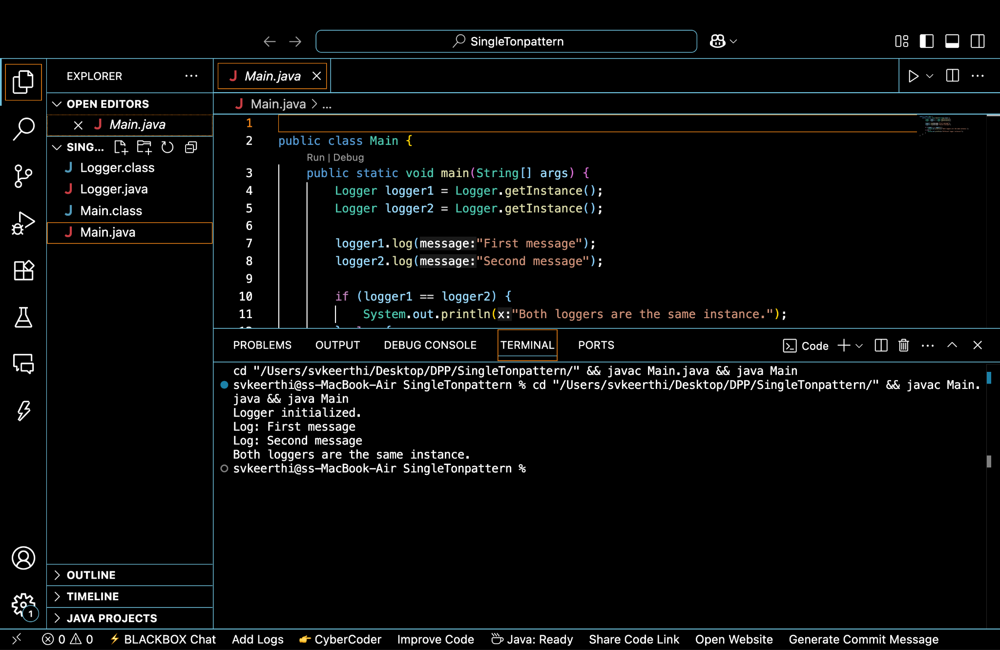 SingleTonpattern
EXPLORER
Main.java
OPEN EDITORS
Main.java
SING...
Logger.class
Logger.java
Main.class
Main.java
OUTLINE
TIMELINE
JAVA PROJECTS
Main.java > ...
1
2 public class Main {
Run | Debug
3 public static void main(String[] args) {
4 Logger logger1 = Logger.getInstance();
5 Logger logger2 = Logger.getInstance();
6
7 logger1.log(message:"First message");
8 logger2.log(message:"Second message");
9
10 if (logger1 == logger2) {
11 System.out.println(x:"Both loggers are the same instance.");
PROBLEMS OUTPUT DEBUG CONSOLE TERMINAL PORTS Code
cd "/Users/svkeerthi/Desktop/DPP/SingleTonpattern/" && javac Main.java && java Main
svkeerthi@ss-MacBook-Air SingleTonpattern % cd "/Users/svkeerthi/Desktop/DPP/SingleTonpattern/" && javac Main.
java && java Main
Logger initialized.
Log: First message
Log: Second message
Both loggers are the same instance.
svkeerthi@ss-MacBook-Air SingleTonpattern %
1
0 0 BLACKBOX Chat Add Logs CyberCoder Improve Code Java: Ready Share Code Link Open Website Generate Commit Message